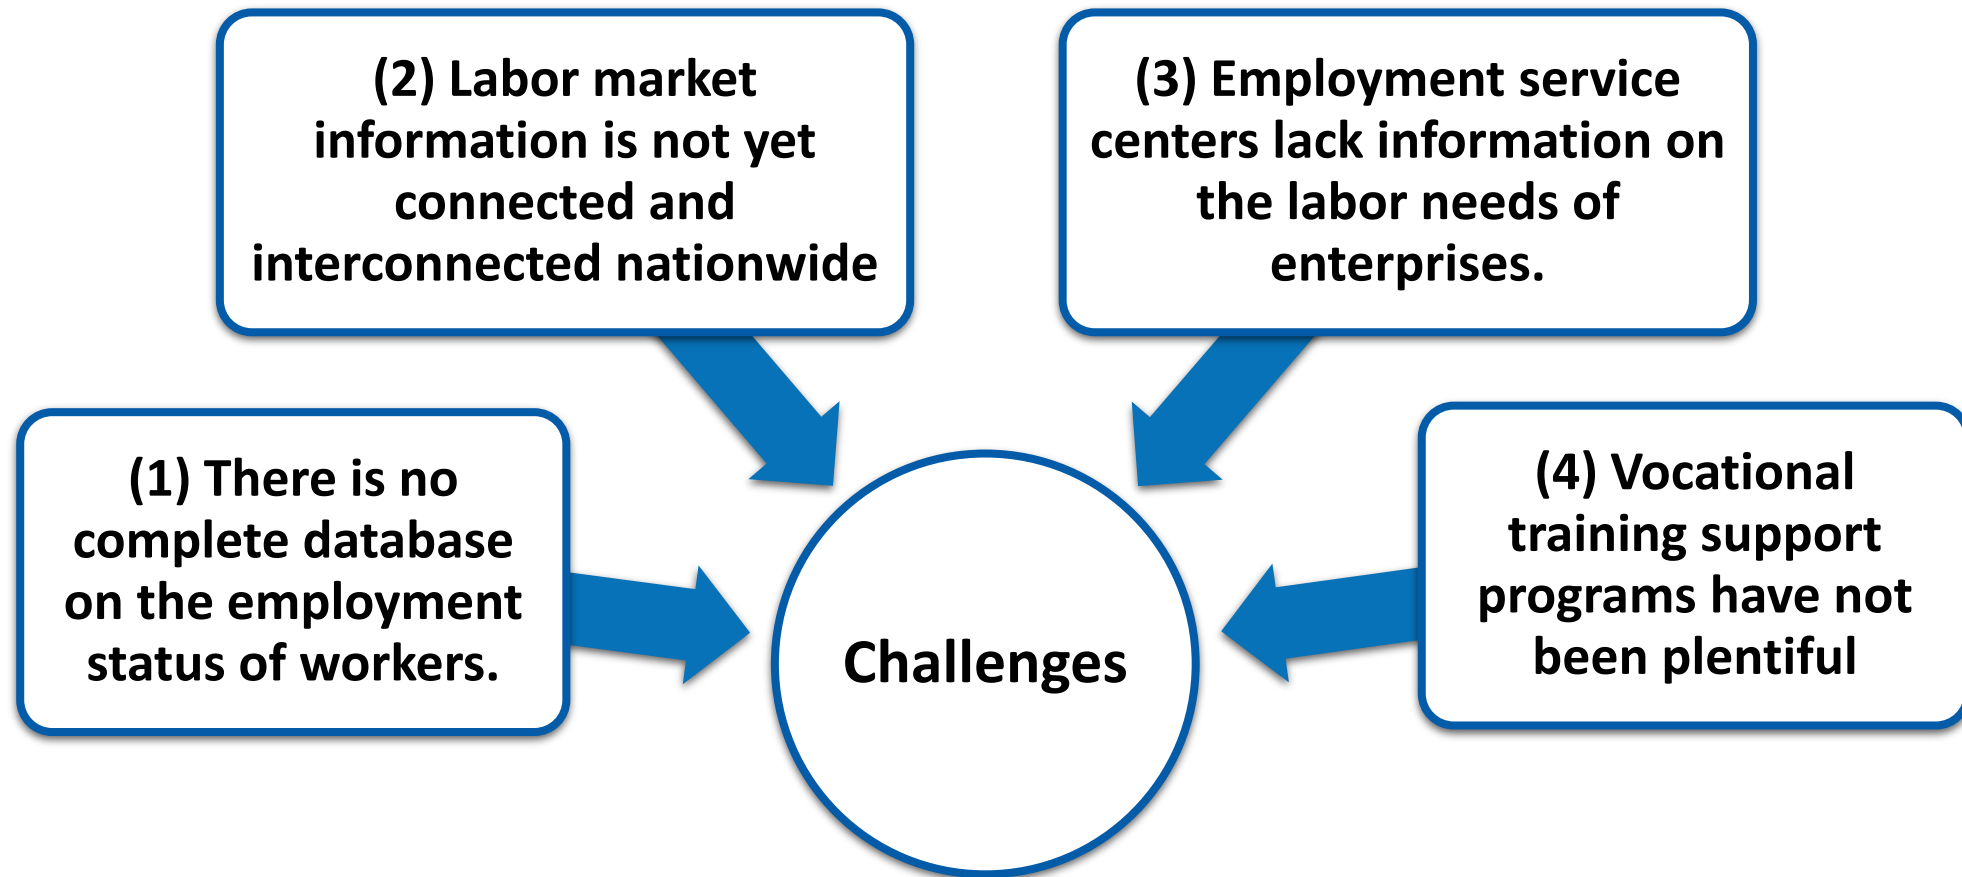 (2) Labor market
information is not yet
connected and
interconnected nationwide
(3) Employment service
centers lack information on
the labor needs of
enterprises.
(1) There is no
complete database
on the employment
status of workers.
(4) Vocational
training support
programs have not
been plentiful
Challenges